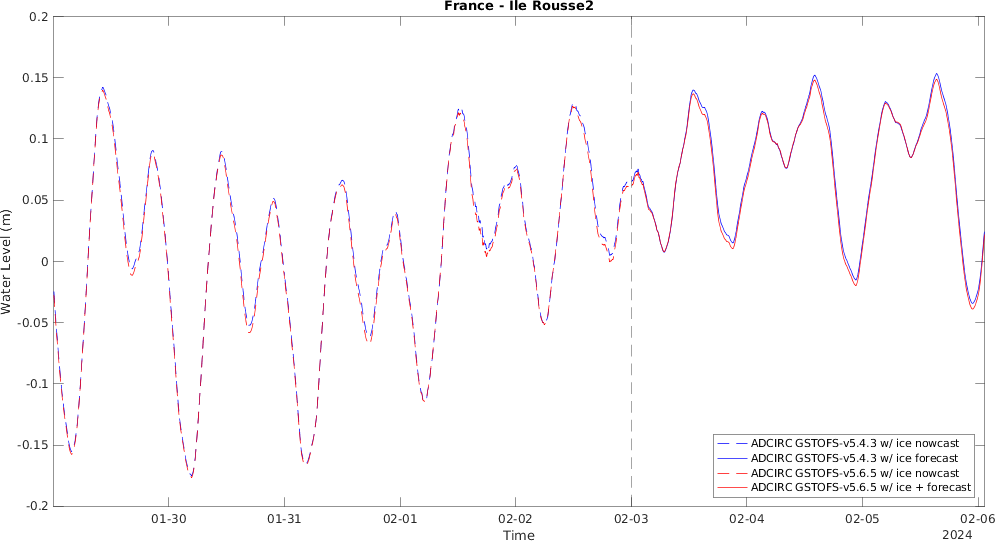 France - Ile Rousse2
0.2
0.15
0.1
0.05
0
-0.05
-0.1
-0.15
-0.2
Water Level (m)
ADCIRC GSTOFS-v5.4.3 w/ ice nowcast
ADCIRC GSTOFS-v5.4.3 w/ ice forecast
ADCIRC GSTOFS-v5.6.5 w/ ice nowcast
ADCIRC GSTOFS-v5.6.5 w/ ice + forecast
01-30 01-31 02-01 02-02 02-03 02-04 02-05 02-06
Time
2024